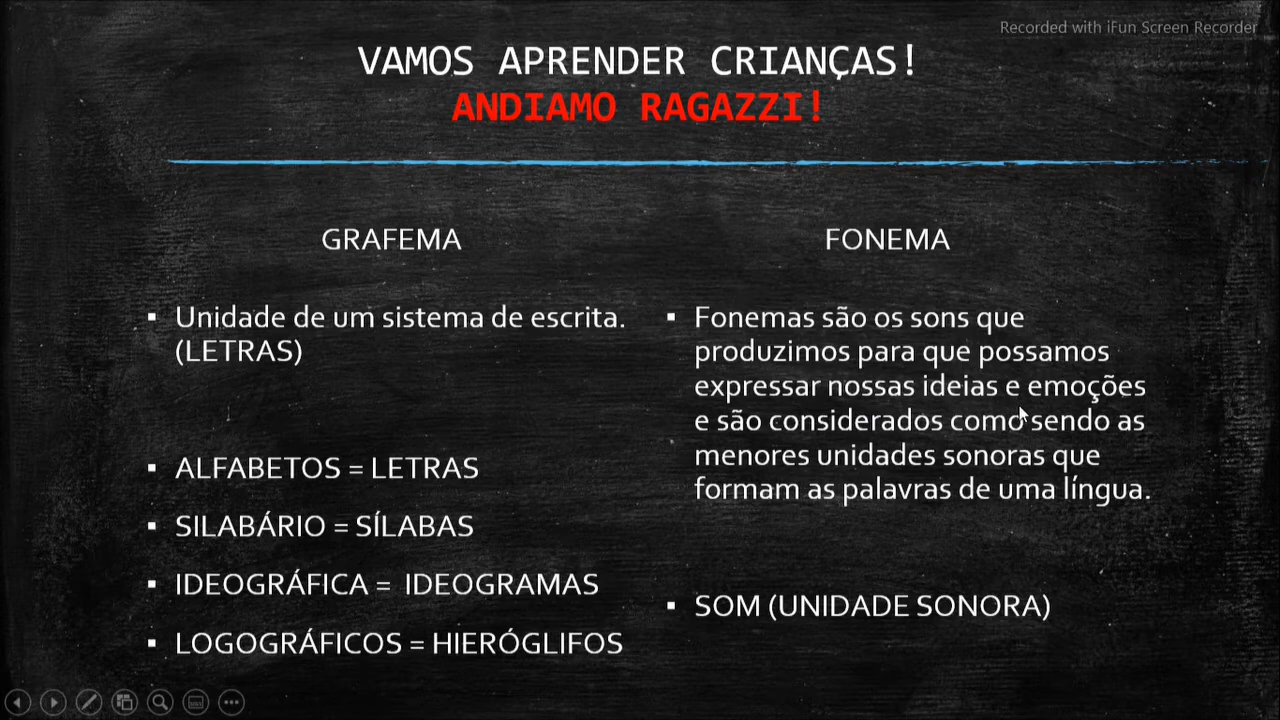 Recorded with iFun Screen Recorder
VAMOS APRENDER CRIANÇAS!
ANDIAMO RAGAZZI!
GRAFEMA
▪ Unidade de um sistema de escrita.
(LETRAS)
▪ ALFABETOS = LETRAS
▪ SILABÁRIO = SÍLABAS
▪ IDEOGRÁFICA = IDEOGRAMAS
▪ LOGOGRÁFICOS = HIERÓGLIFOS
FONEMA
▪ Fonemas são os sons que
produzimos para que possamos
expressar nossas ideias e emoções
e são considerados como sendo as
menores unidades sonoras que
formam as palavras de uma língua.
▪ SOM (UNIDADE SONORA)